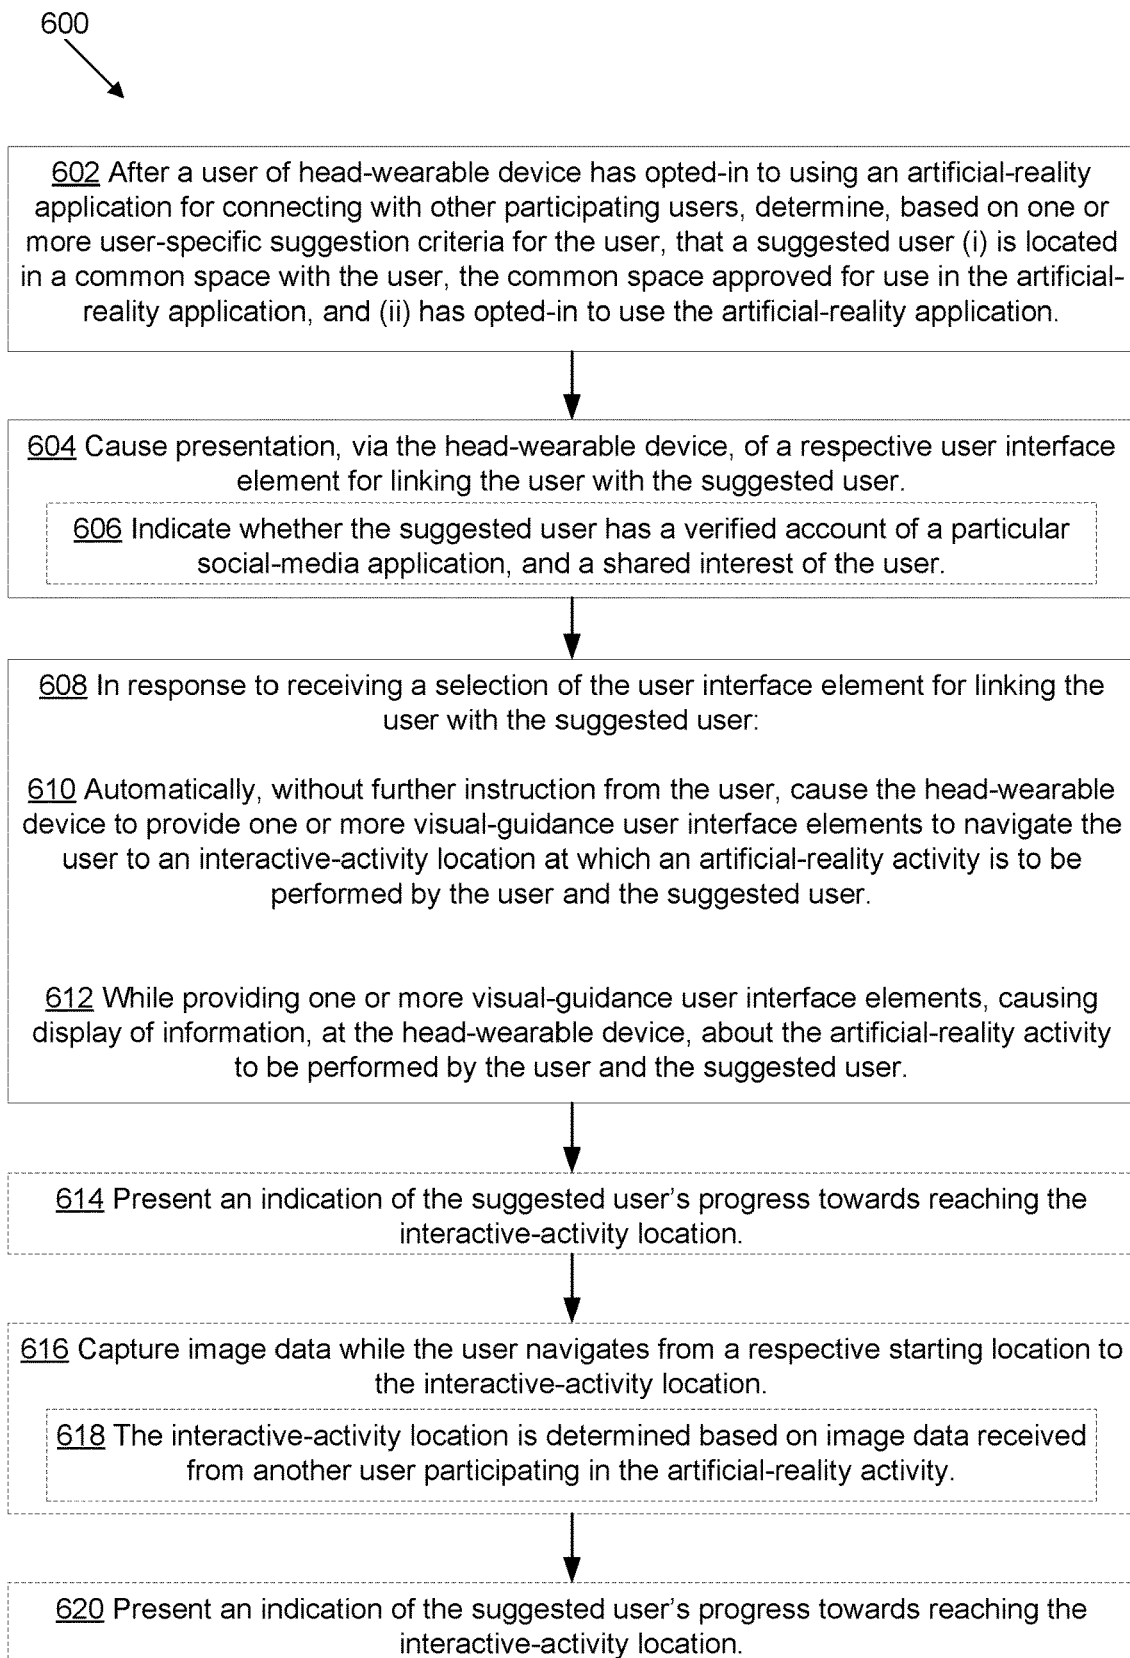 600
602 After a user of head-wearable device has opted-in to using an artificial-reality
application for connecting with other participating users, determine, based on one or
more user-specific suggestion criteria for the user, that a suggested user (i) is located
in a common space with the user, the common space approved for use in the artificial-
reality application, and (ii) has opted-in to use the artificial-reality application.
604 Cause presentation, via the head-wearable device, of a respective user interface
element for linking the user with the suggested user.
606 Indicate whether the suggested user has a verified account of a particular
social-media application, and a shared interest of the user.
608 In response to receiving a selection of the user interface element for linking the
user with the suggested user:
610 Automatically, without further instruction from the user, cause the head-wearable
device to provide one or more visual-guidance user interface elements to navigate the
user to an interactive-activity location at which an artificial-reality activity is to be
performed by the user and the suggested user.
612 While providing one or more visual-guidance user interface elements, causing
display of information, at the head-wearable device, about the artificial-reality activity
to be performed by the user and the suggested user.
614 Present an indication of the suggested user's progress towards reaching the
interactive-activity location.
616 Capture image data while the user navigates from a respective starting location to
the interactive-activity location.
618 The interactive-activity location is determined based on image data received
from another user participating in the artificial-reality activity.
620 Present an indication of the suggested user's progress towards reaching the
interactive-activity location.